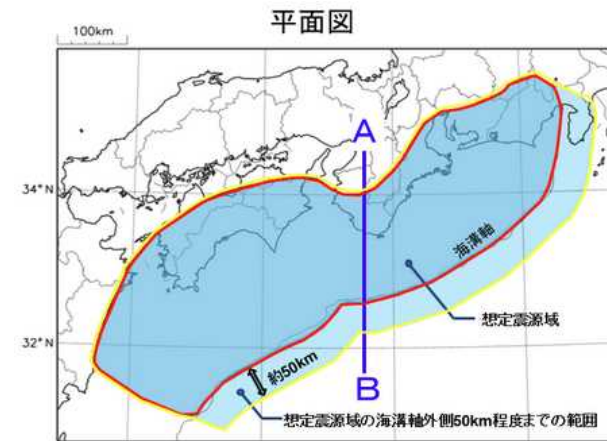 平面図
100km
A
34°N
海溝軸
想定震源域
32°N
約50km
B
想定震源域の海溝軸外側50km程度までの範囲